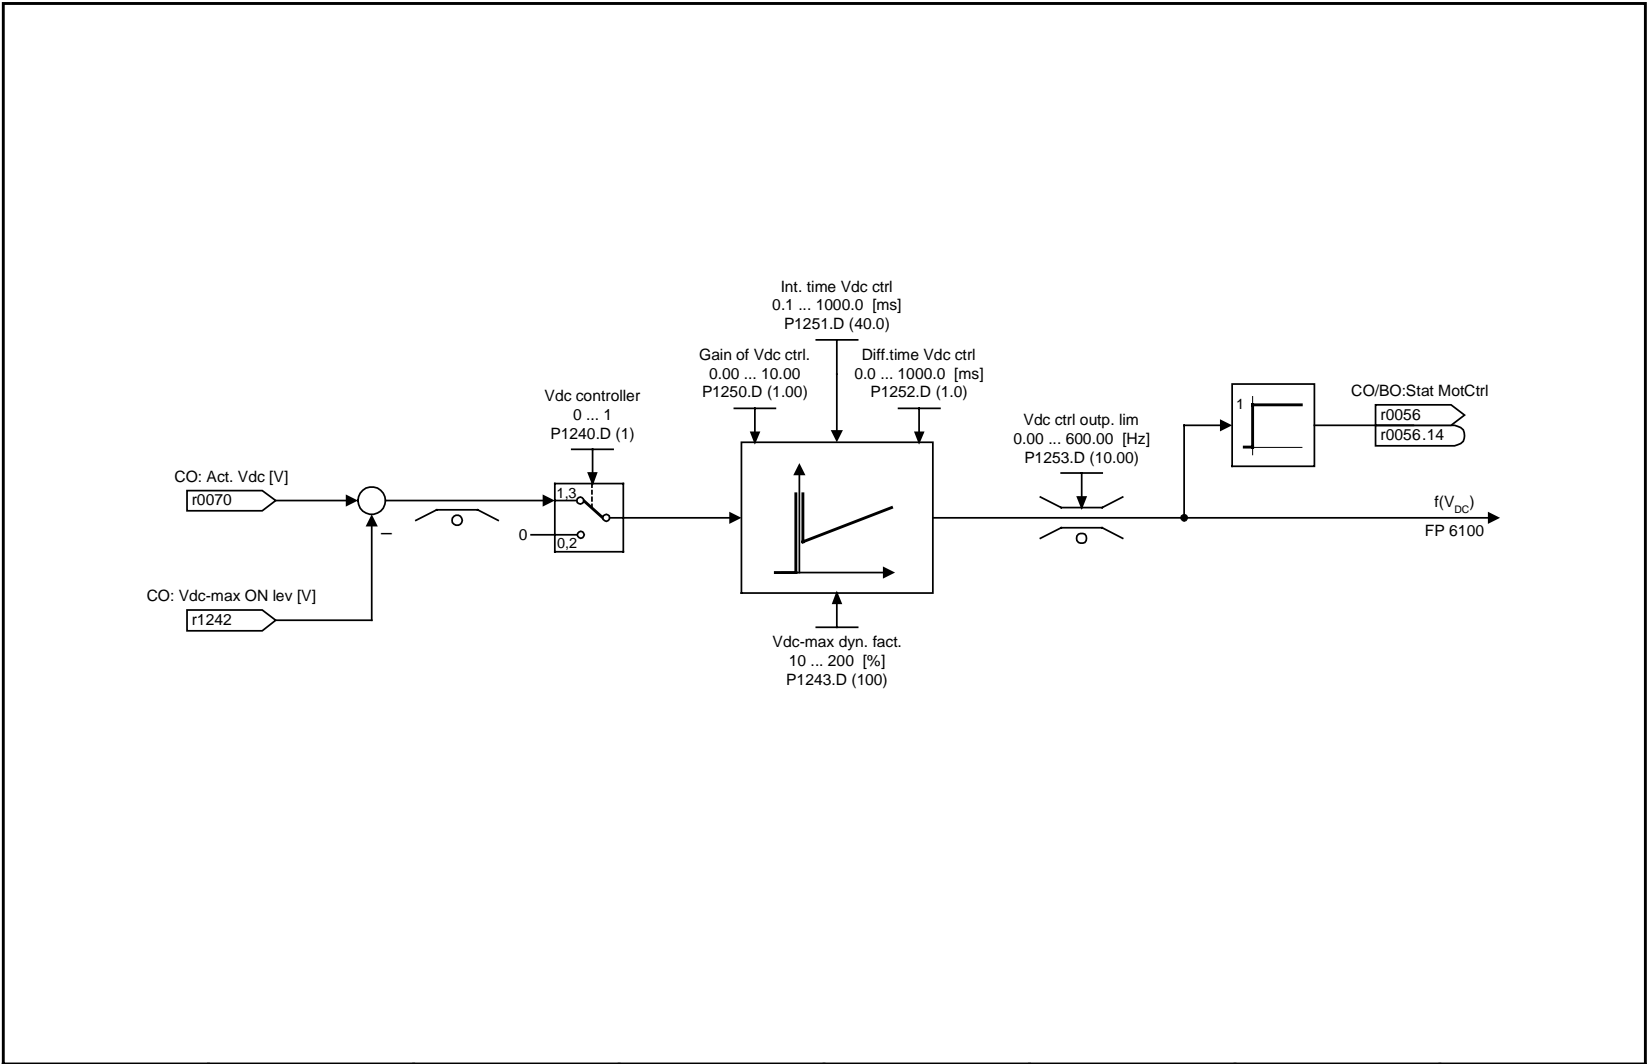 Int. time Vdc ctrl
0.1 ... 1000.0 [ms]
P1251.D (40.0)
Gain of Vdc ctrl.
0.00 ... 10.00
P1250.D (1.00)
Diff.time Vdc ctrl
0.0 ... 1000.0 [ms]
P1252.D (1.0)
Vdc controller
0 ... 1
P1240.D (1)
Vdc ctrl outp. lim
0.00 ... 600.00 [Hz]
P1253.D (10.00)
1
CO/BO:Stat MotCtrl
r0056
r0056.14
CO: Act. Vdc [V]
r0070
1,3
0
0,2
f(VDC)
FP 6100
–
CO: Vdc-max ON lev [V]
r1242
Vdc-max dyn. fact.
10 ... 200 [%]
P1243.D (100)